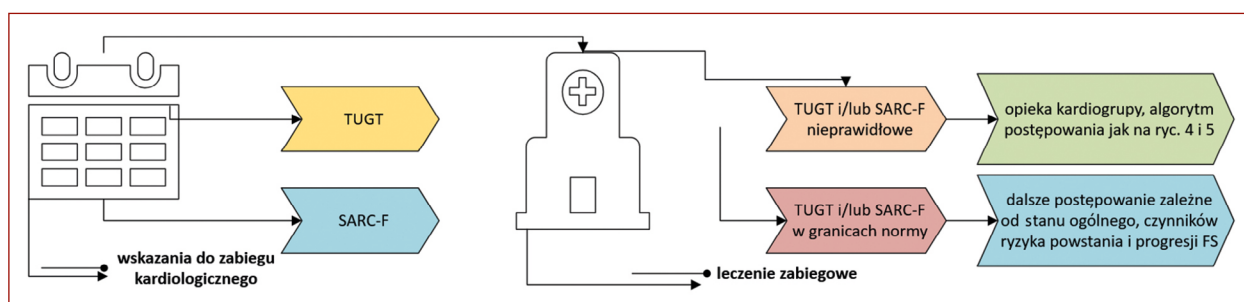 TUGT
SARC-F
wskazania do zabiegu
kardiologicznego
TUGT i/lub SARC-F
nieprawidłowe
opieka kardiogrupy, algorytm
postępowania jak na ryc. 4 i 5
TUGT i/lub SARC-F
w granicach normy
dalsze postępowanie zależne
od stanu ogólnego, czynników
ryzyka powstania i progresji FS
leczenie zabiegowe